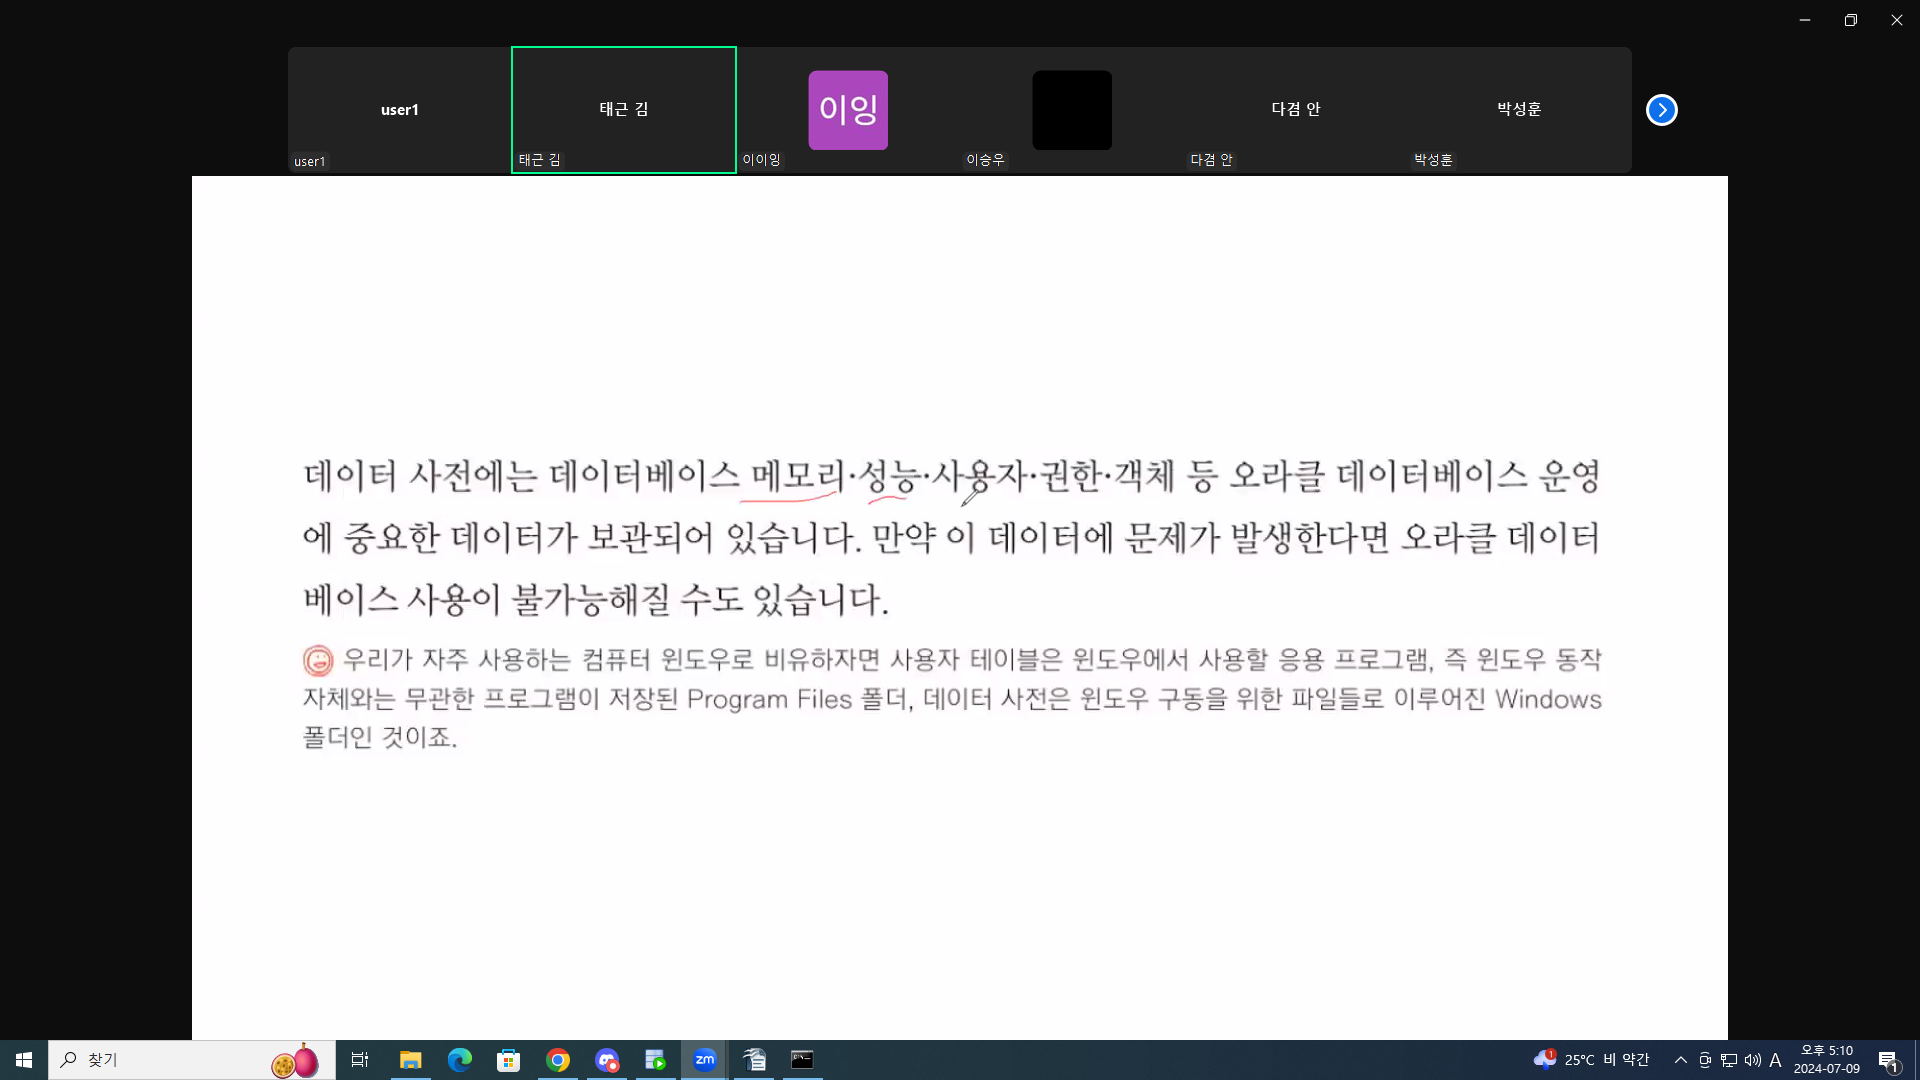 user1
태근 김
이잉
다겸 안
박성훈
user1
태근 김
이이잉
이승우
다겸 안
박성훈
데이터 사전에는 데이터베이스 메모리·성능·사용자·권한·객체 등 오라클 데이터베이스 운영
에 중요한 데이터가 보관되어 있습니다. 만약 이 데이터에 문제가 발생한다면 오라클 데이터
베이스 사용이 불가능해질 수도 있습니다.
우리가 자주 사용하는 컴퓨터 윈도우로 비유하자면 사용자 테이블은 윈도우에서 사용할 응용 프로그램, 즉 윈도우 동작
자체와는 무관한 프로그램이 저장된 Program Files 폴더, 데이터 사전은 윈도우 구동을 위한 파일들로 이루어진 Windows
폴더인 것이죠.
찾기
zm
1
25°C 비 약간
A
오후 5:10
2024-07-09
1